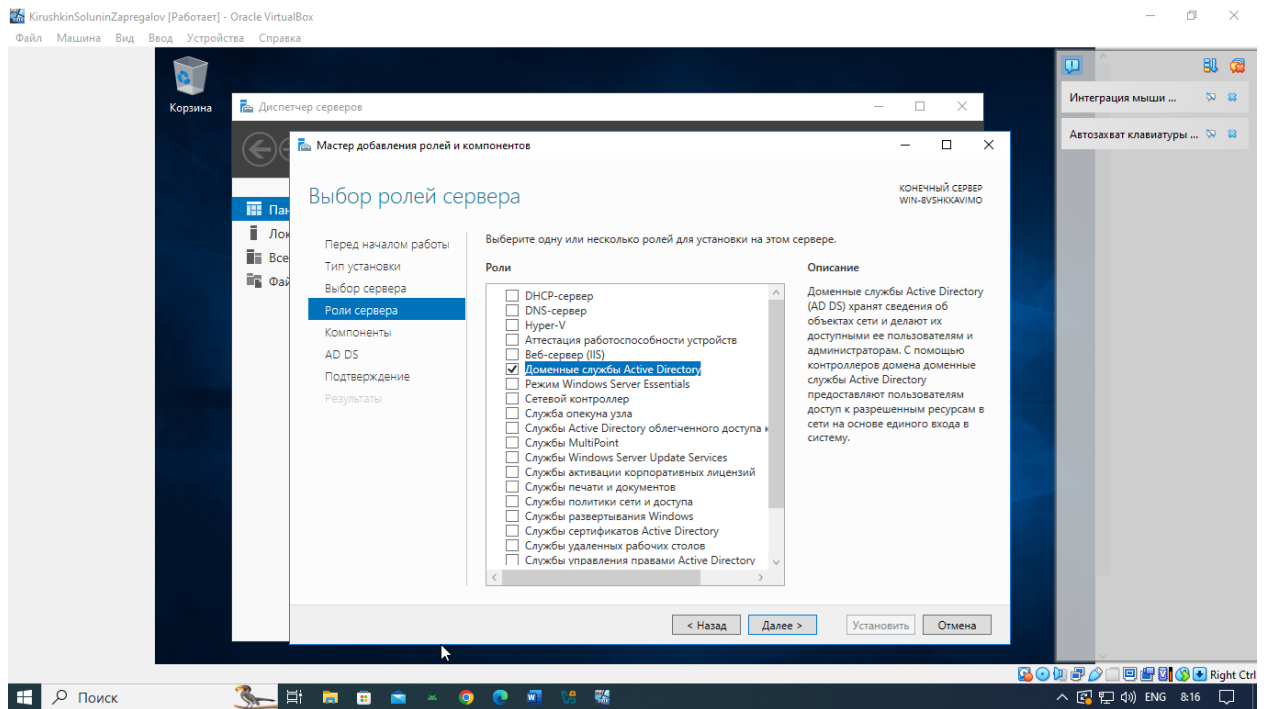 KirushkinSoluninZapregalov [Работает] - Oracle VirtualBox
Файл Машина Вид Ввод Устройства Справка
Корзина
Диспетчер серверов
Интеграция мыши ...
Автозахват клавиатуры ...
Мастер добавления ролей и компонентов
Выбор ролей сервера
КОНЕЧНЫЙ СЕРВЕР
WIN-8VSHKKAVIMO
Пан
Лок
Все
Фай
Перед началом работы
Тип установки
Выбор сервера
Роли сервера
Компоненты
AD DS
Подтверждение
Результаты
Выберите одну или несколько ролей для установки на этом сервере.
Роли
DHCP-сервер
DNS-сервер
Hyper-V
Аттестация работоспособности устройств
Веб-сервер (IIS)
Доменные службы Active Directory
Режим Windows Server Essentials
Сетевой контроллер
Служба опекуна узла
Службы Active Directory облегченного доступа к
Службы MultiPoint
Службы Windows Server Update Services
Службы активации корпоративных лицензий
Службы печати и документов
Службы политики сети и доступа
Службы развертывания Windows
Службы сертификатов Active Directory
Службы удаленных рабочих столов
Службы управления правами Active Directory
Описание
Доменные службы Active Directory
(AD DS) хранят сведения об
объектах сети и делают их
доступными ее пользователям и
администраторам. С помощью
контроллеров домена доменные
службы Active Directory
предоставляют пользователям
доступ к разрешенным ресурсам в
сети на основе единого входа в
систему.
< Назад
Далее >
Установить
Отмена
Right Ctrl
Поиск
ENG 8:16